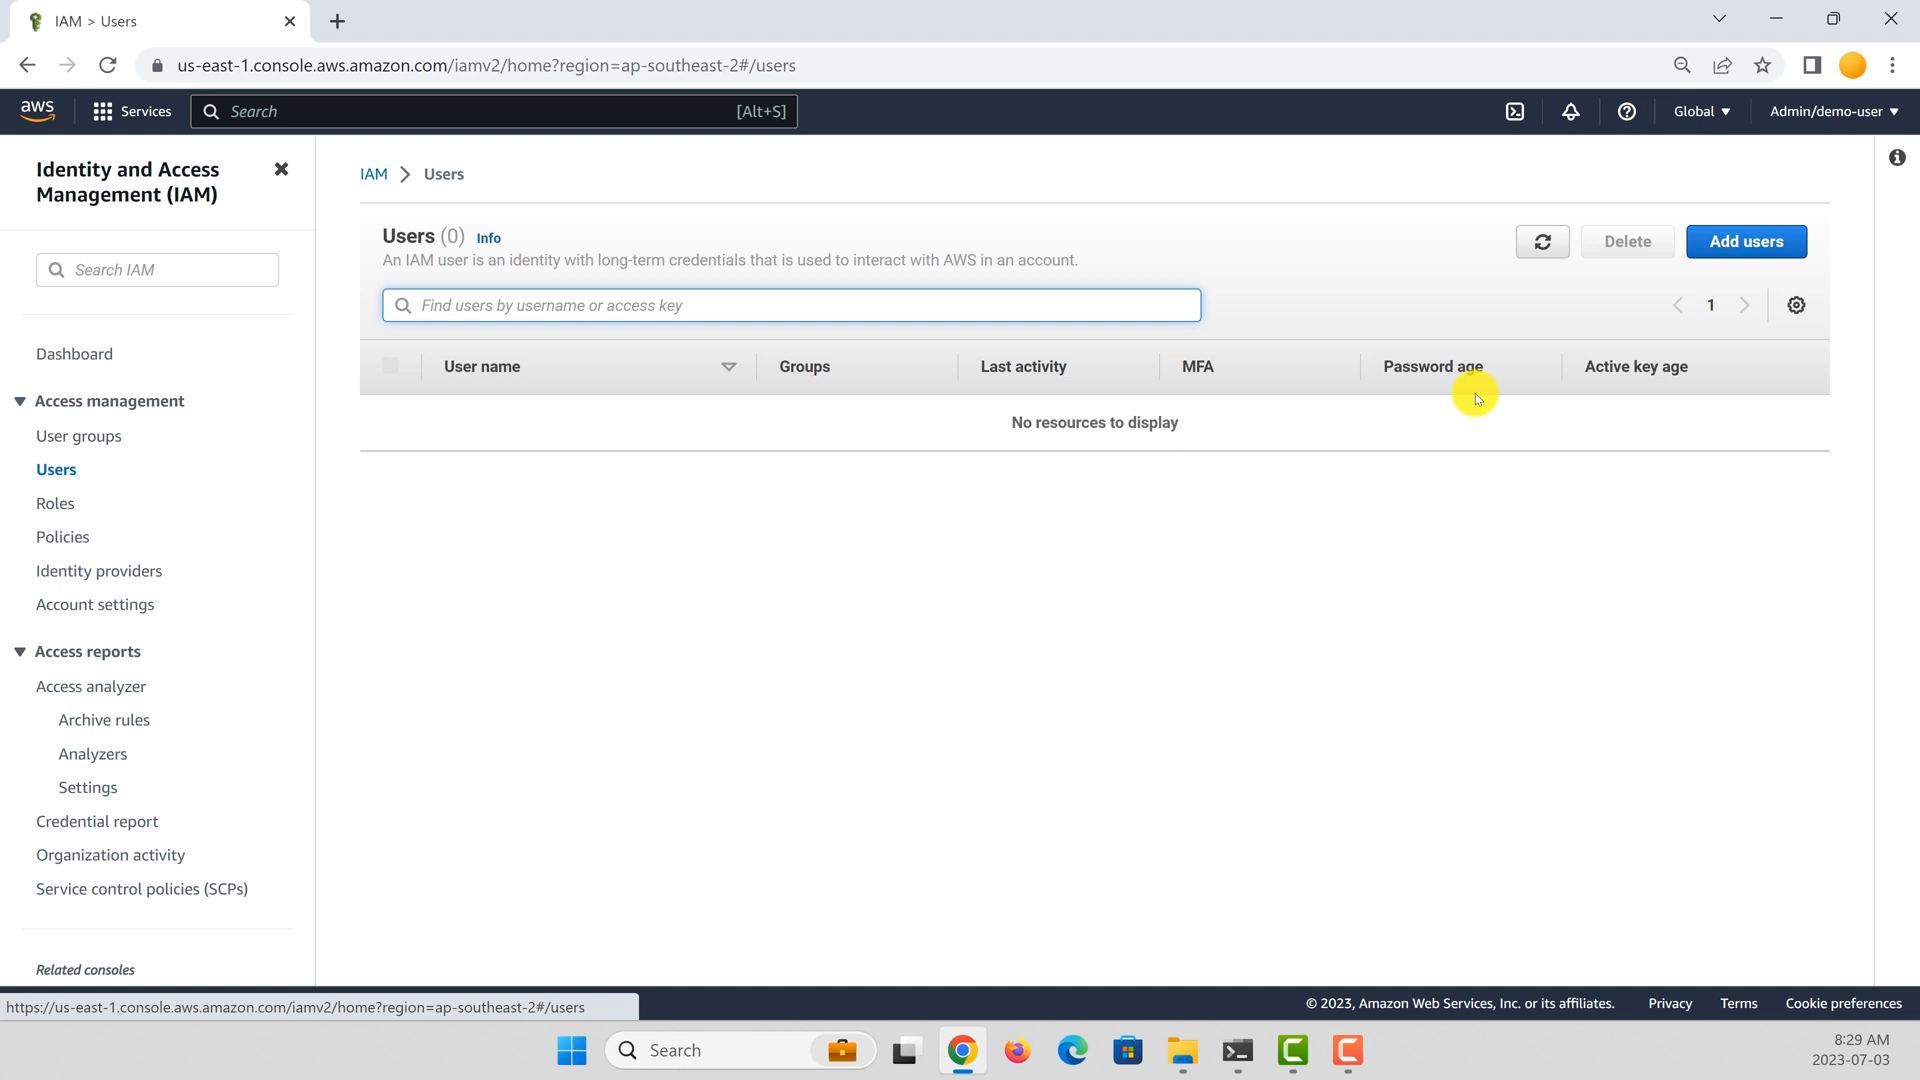 IAM > Users
us-east-1.console.aws.amazon.com/iamv2/home?region=ap-southeast-2#/users
aws
Services
Search
[Alt+S]
Global
Admin/demo-user
Identity and Access
Management (IAM)
Search IAM
Dashboard
Access management
User groups
Users
Roles
Policies
Identity providers
Account settings
Access reports
Access analyzer
Archive rules
Analyzers
Settings
Credential report
Organization activity
Service control policies (SCPs)
Related consoles
IAM > Users
Users (0) Info
An IAM user is an identity with long-term credentials that is used to interact with AWS in an account.
Delete
Add users
Find users by username or access key
1
User name
Groups
Last activity
MFA
Password age
Active key age
No resources to display
https://us-east-1.console.aws.amazon.com/iamv2/home?region=ap-southeast-2#/users
© 2023, Amazon Web Services, Inc. or its affiliates.
Privacy
Terms
Cookie preferences
Search
8:29 AM
2023-07-03